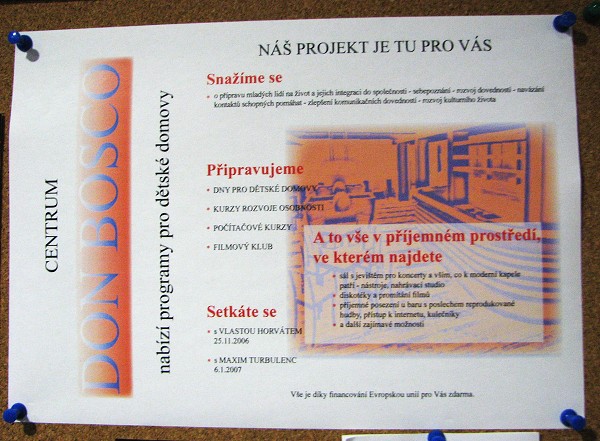 NÁŠ PROJEKT JE TU PRO VÁS
CENTRUM
DON BOSCO
nabízí programy pro dětské domovy
Snažíme se
• o přípravu mladých lidí na život a jejich integraci do společnosti - sebepoznání - rozvoj dovedností - navázání
kontaktů schopných pomáhat - zlepšení komunikačních dovedností - rozvoj kulturního života
Připravujeme
• DNY PRO DĚTSKÉ DOMOVY
• KURZY ROZVOJE OSOBNOSTI
• POČÍTAČOVÉ KURZY
• FILMOVÝ KLUB
A to vše v příjemném prostředí,
ve kterém najdete
• sál s jevištěm pro koncerty a vším, co k moderní kapele
patří - nástroje, nahrávací studio
• diskotéky a promítání filmů
• příjemné posezení u baru s poslechem reprodukované
hudby, přístup k internetu, kulečníky
• a další zajímavé možnosti
Setkáte se
• s VLASTOU HORVÁTEM
25.11.2006
• s MAXIM TURBULENC
6.1.2007
Vše je díky financování Evropskou unií pro Vás zdarma.